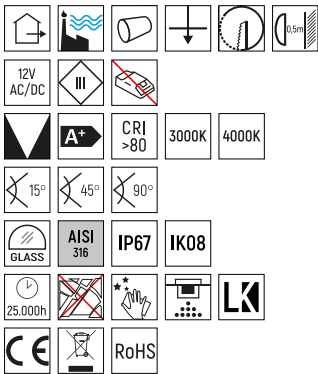 0,5m
12V
AC/DC
III
A+
CRI
>80
3000K
4000K
15°
45°
90°
GLASS
AISI
316
IP67
IK08
25.000h
LK
CE
RoHS